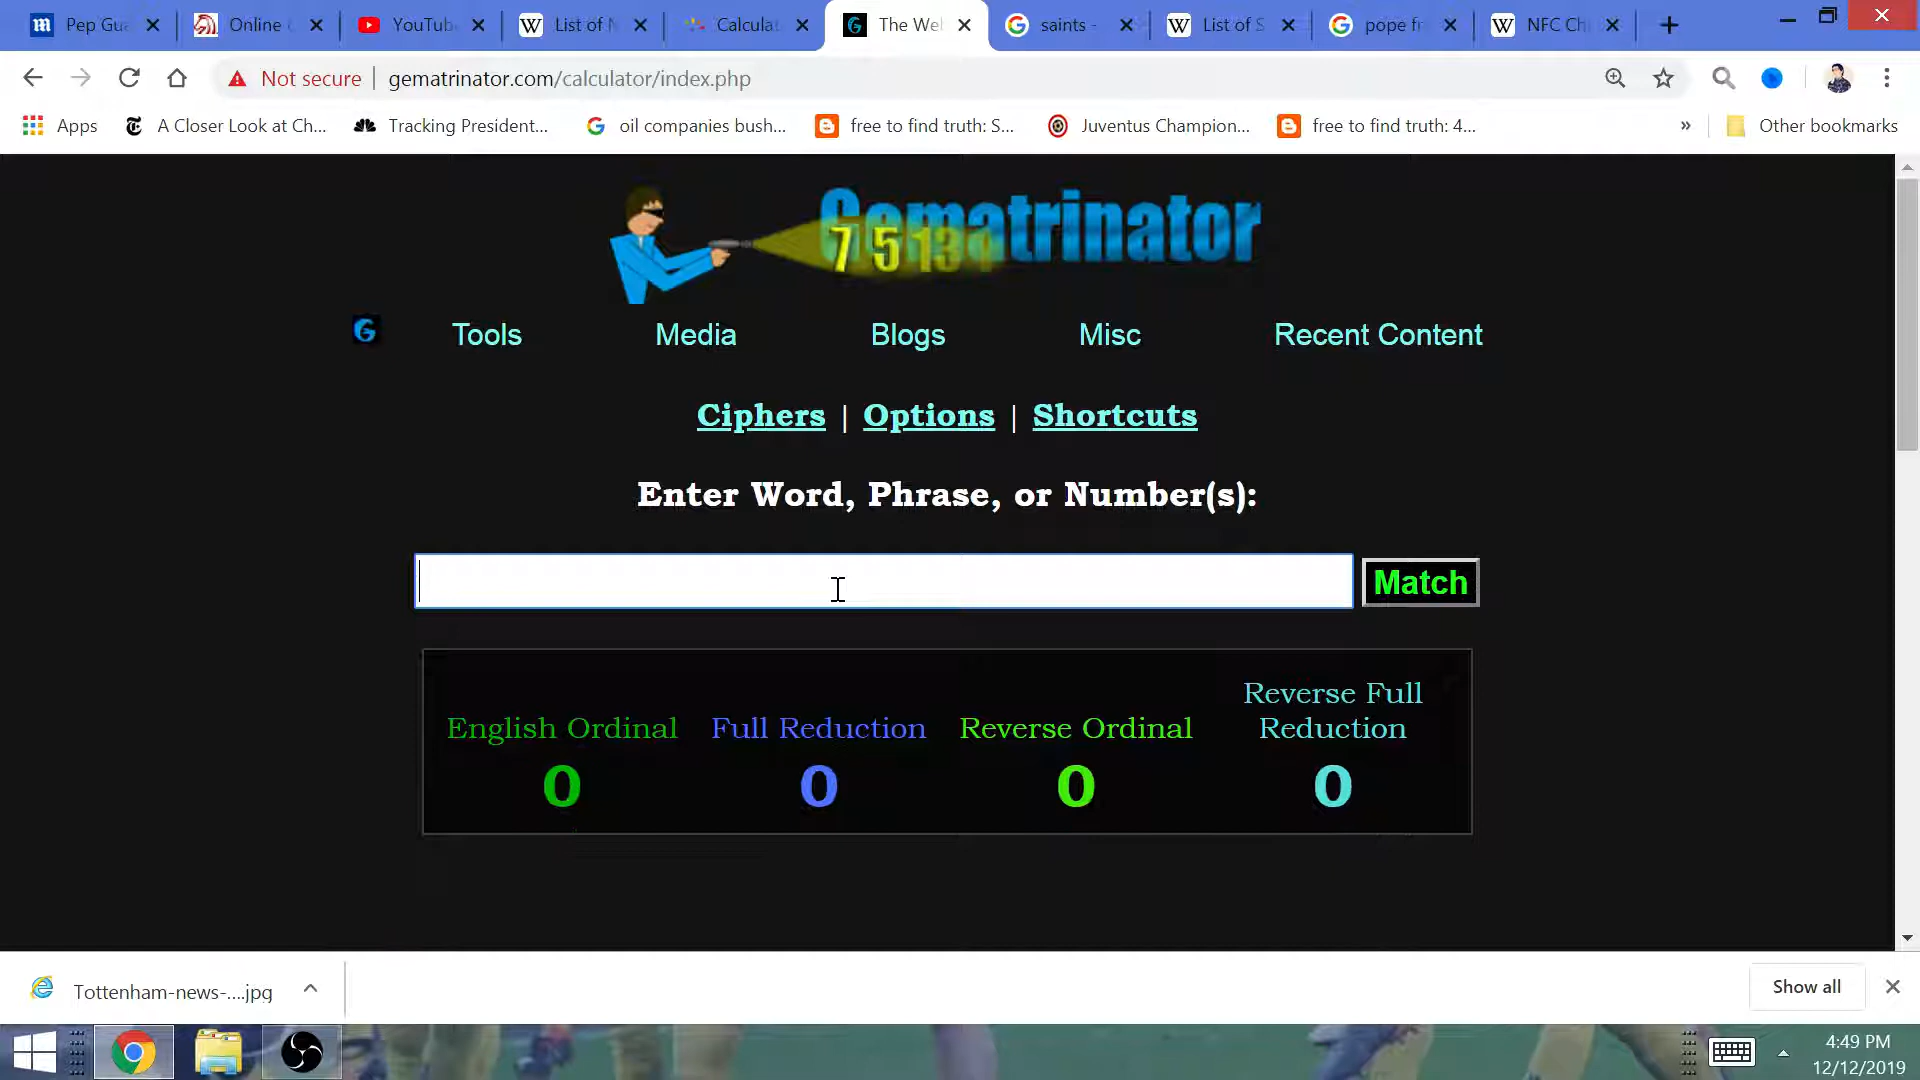 Pep Gua
Online
YouTub
List of N
Calculat
The Wel
saints -
List of S
pope fr
NFC Ch
Not secure
gematrinator.com/calculator/index.php
Apps
A Closer Look at Ch...
Tracking President...
oil companies bush...
free to find truth: S...
Juventus Champion...
free to find truth: 4...
»
Other bookmarks
Gematrinator
7 5 13
Tools
Media
Blogs
Misc
Recent Content
Ciphers | Options | Shortcuts
Enter Word, Phrase, or Number(s):
Match
English Ordinal
0
Full Reduction
0
Reverse Ordinal
0
Reverse Full
Reduction
0
Tottenham-news-....jpg
Show all
4:49 PM
12/12/2019